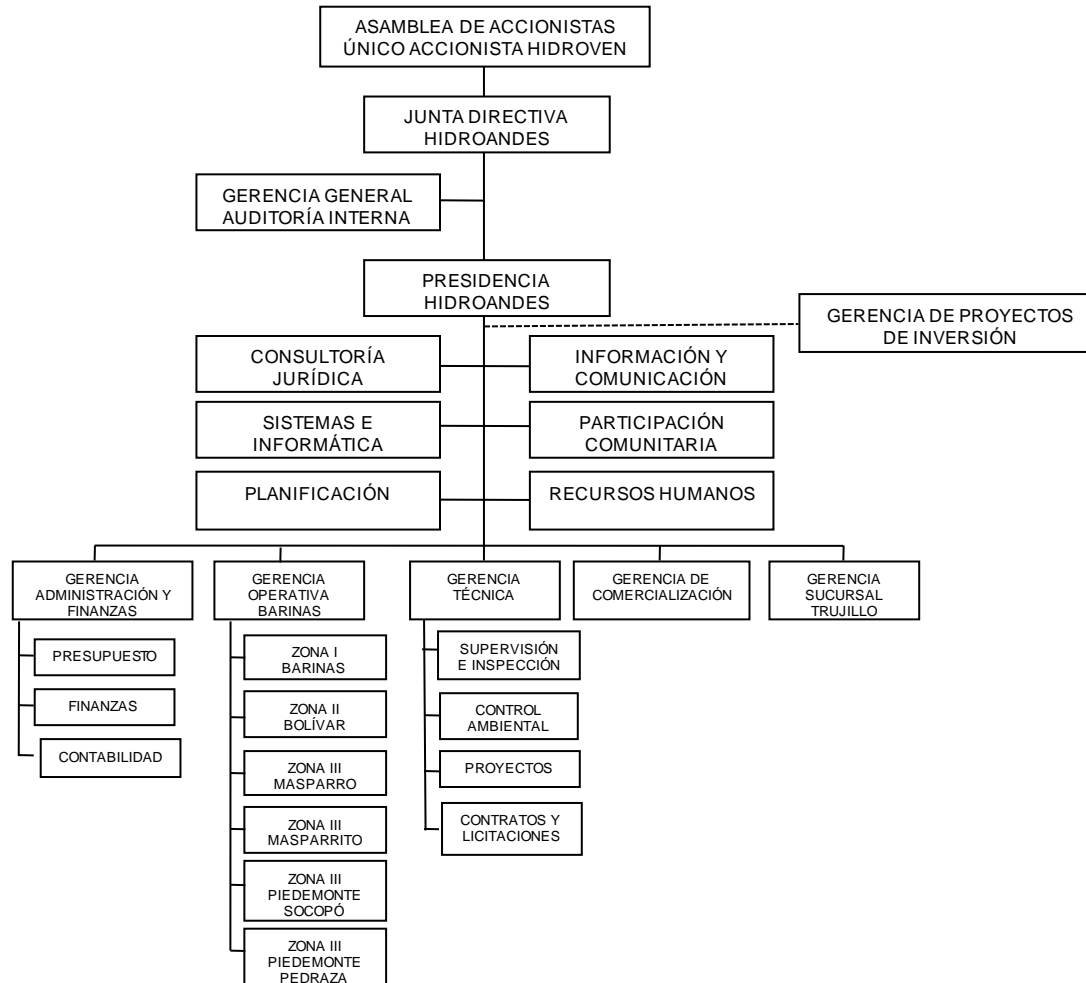 ASAMBLEA DE ACCIONISTAS
ÚNICO ACCIONISTA HIDROVEN
JUNTA DIRECTIVA
HIDROANDES
GERENCIA GENERAL
AUDITORÍA INTERNA
PRESIDENCIA
HIDROANDES
GERENCIA DE PROYECTOS
DE INVERSIÓN
CONSULTORÍA
JURÍDICA
INFORMACIÓN Y
COMUNICACIÓN
SISTEMAS E
INFORMÁTICA
PARTICIPACIÓN
COMUNITARIA
PLANIFICACIÓN
RECURSOS HUMANOS
GERENCIA
ADMINISTRACIÓN Y
FINANZAS
PRESUPUESTO
FINANZAS
CONTABILIDAD
GERENCIA
OPERATIVA
BARINAS
ZONA I
BARINAS
ZONA II
BOLÍVAR
ZONA III
MASPARRO
ZONA III
MASPARRITO
ZONA III
PIEDEMONTE
SOCOPÓ
ZONA III
PIEDEMONTE
PEDRAZA
GERENCIA
TÉCNICA
SUPERVISIÓN
E INSPECCIÓN
CONTROL
AMBIENTAL
PROYECTOS
CONTRATOS Y
LICITACIONES
GERENCIA DE
COMERCIALIZACIÓN
GERENCIA
SUCURSAL
TRUJILLO